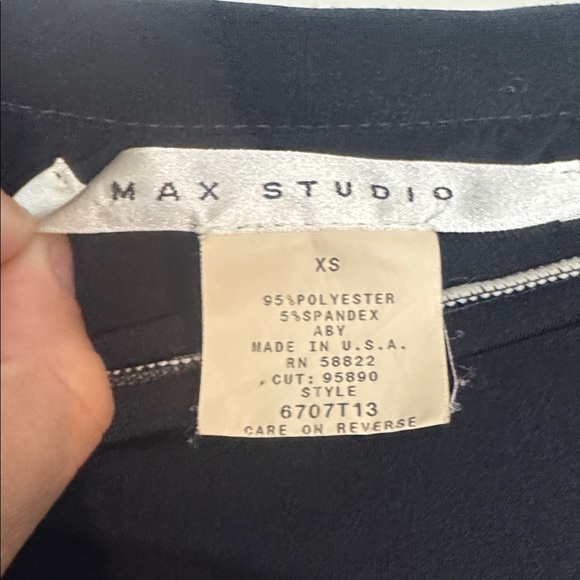 MAX STUDIO
XS
95%POLYESTER
5%SPANDEX
ABY
MADE IN U.S.A.
RN 58822
CUT: 95890
STYLE
6707T13
CARE ON REVERSE